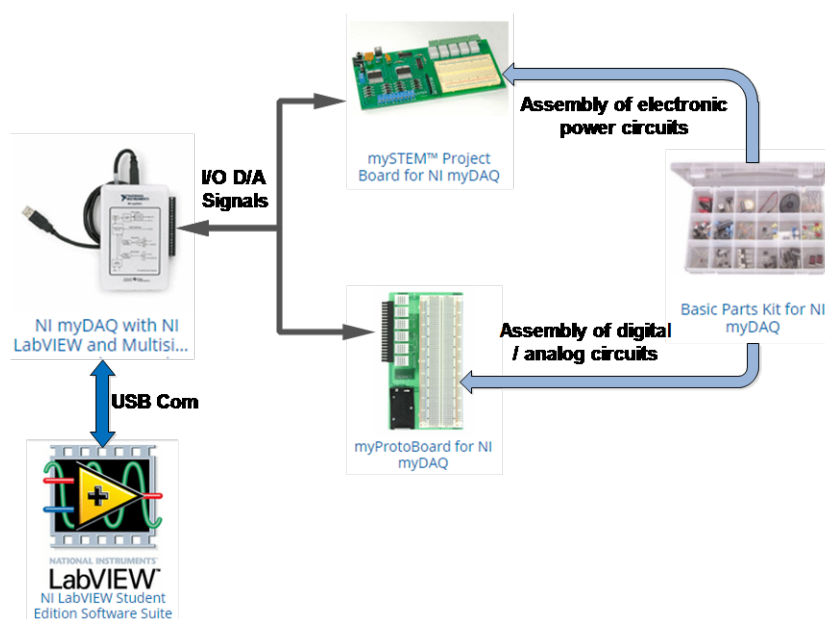 mySTEM™ Project
Board for NI myDAQ
Assembly of electronic
power circuits
I/O D/A
Signals
NI myDAQ with NI
LabVIEW and Multisi...
Basic Parts Kit for NI
myDAQ
Assembly of digital
/ analog circuits
myProtoBoard for NI
myDAQ
USB Com
NATIONAL INSTRUMENTS
LabVIEW™
NI LabVIEW Student
Edition Software Suite